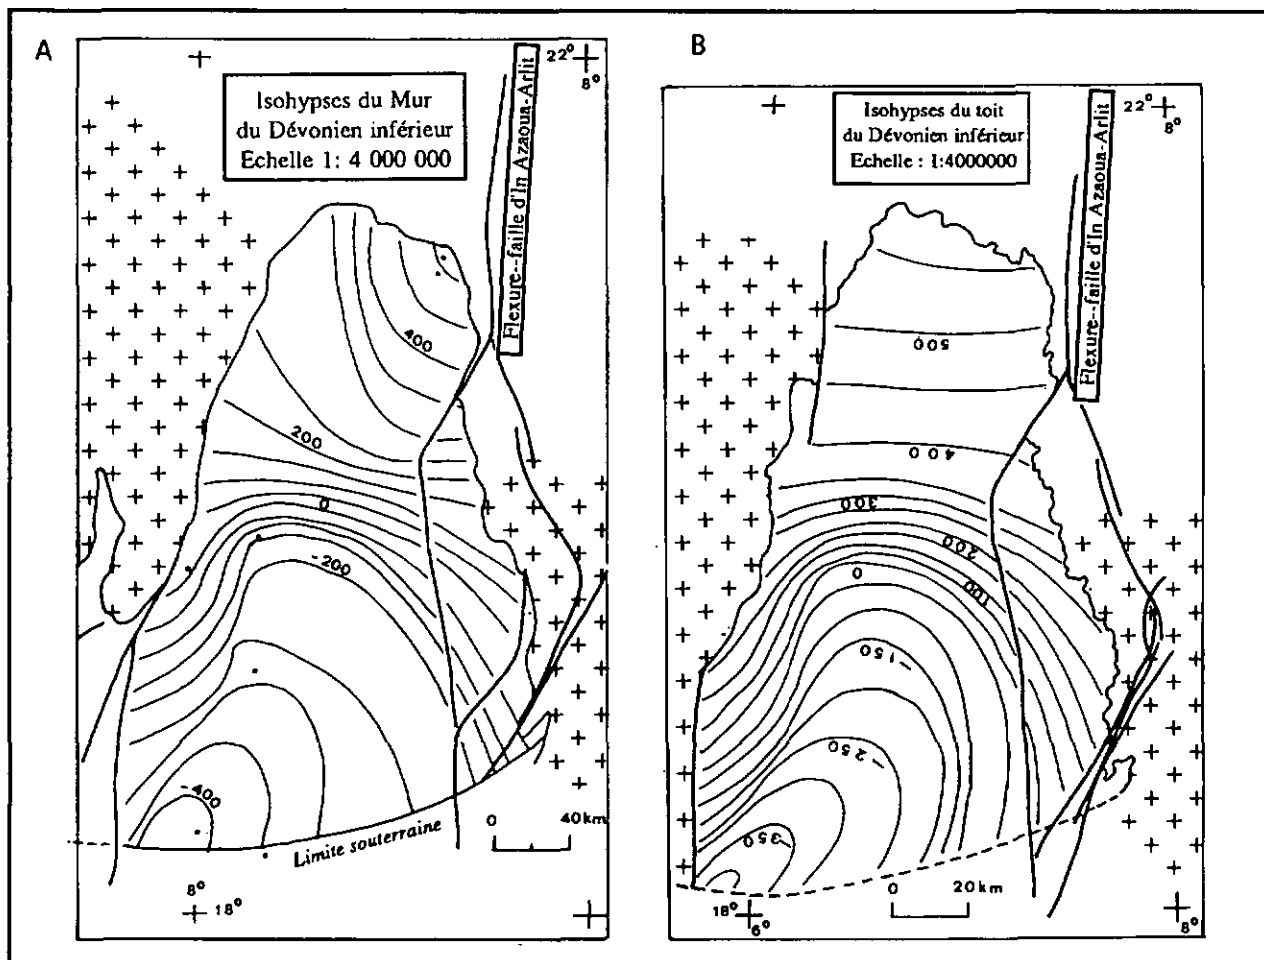 A
22°
8°
Isohypses du Mur
du Dévonien inférieur
Echelle 1: 4 000 000
Flexure--faille d'In Azaoua-Arlit
400
200
0
-200
-400
0 40km
Limite souterraine
8°
18°
B
22°
8°
Isohypses du toit
du Dévonien inférieur
Echelle : 1:4000000
Flexure--faille d'In Azaoua-Arlit
500
400
300
200
100
0
-150
-250
-350
0 20km
18°
6°
8°